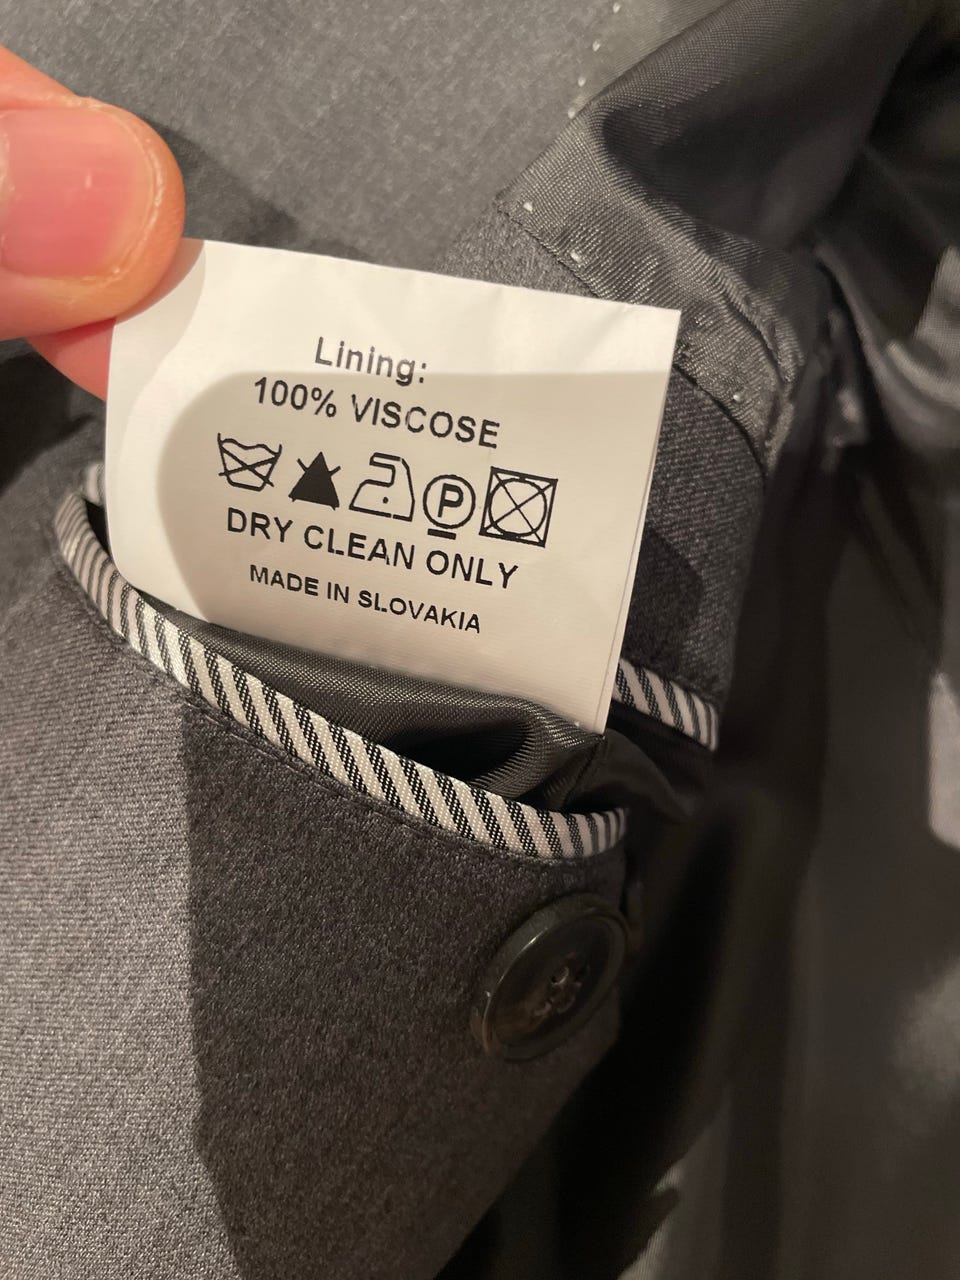 Lining:
100% VISCOSE
P
DRY CLEAN ONLY
MADE IN SLOVAKIA